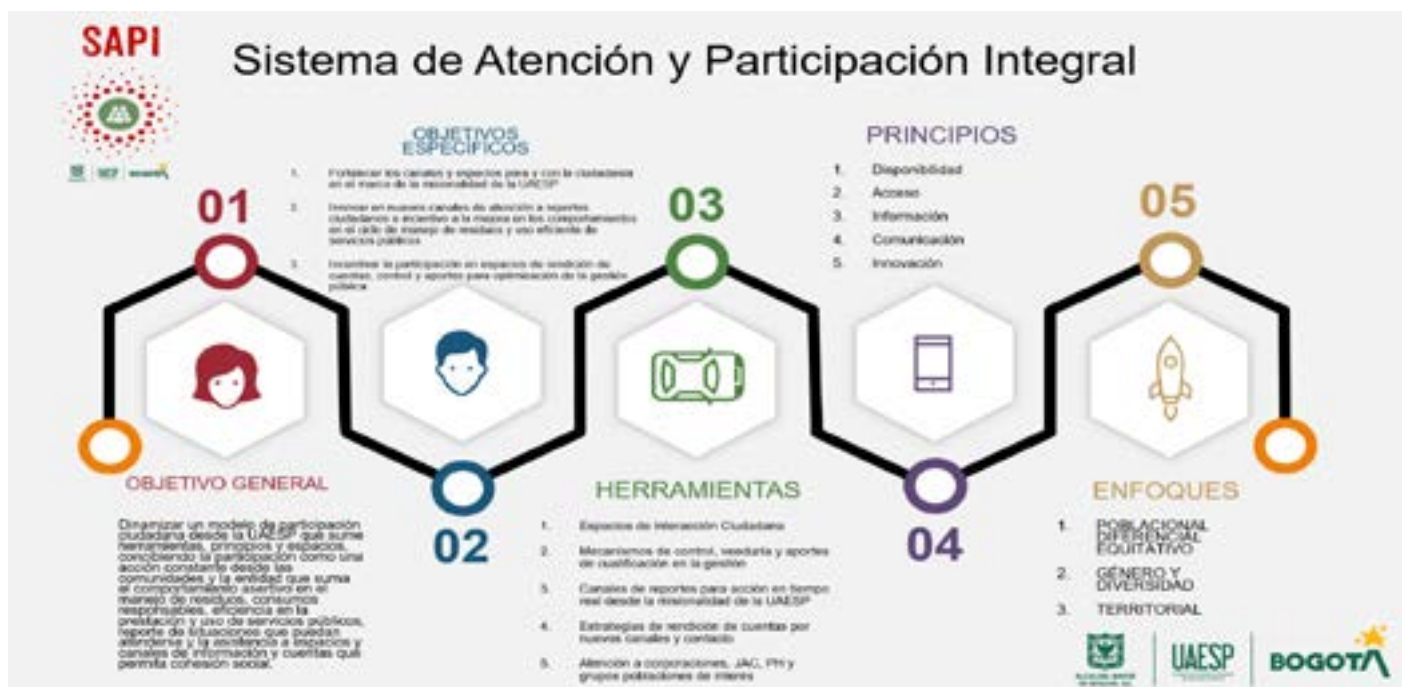 SAPI
Sistema de Atención y Participación Integral
UAESP
BOGOTÁ
01
OBJETIVO GENERAL
Dinamizar un modelo de participación
ciudadana desde la UAESP que sume
herramientas, principios y espacios,
concibiendo la participación como una
acción constante desde las
comunidades y la entidad que suma
el comportamiento asertivo en el
manejo de residuos, consumos
responsables, eficiencia en la
prestación y uso de servicios públicos,
reporte de situaciones que puedan
atenderse y la asistencia a espacios y
canales de información y cuentas que
permita cohesión social.
OBJETIVOS
ESPECÍFICOS
1. Fortalecer los canales y espacios para y con la ciudadanía
en el marco de la misionalidad de la UAESP
2. Innovar en nuevos canales de atención a reportes
ciudadanos e incentivo a la mejora en los comportamientos
en el ciclo de manejo de residuos y uso eficiente de
servicios públicos
3. Incentivar la participación en espacios de rendición de
cuentas, control y aportes para optimización de la gestión
pública
02
03
HERRAMIENTAS
1. Espacios de Interacción Ciudadana
2. Mecanismos de control, veeduría y aportes
de cualificación en la gestión
3. Canales de reportes para acción en tiempo
real desde la misionalidad de la UAESP
4. Estrategias de rendición de cuentas por
nuevos canales y contacto
5. Atención a corporaciones, JAC, PH y
grupos poblaciones de interés
PRINCIPIOS
1. Disponibilidad
2. Acceso
3. Información
4. Comunicación
5. Innovación
04
05
ENFOQUES
1. POBLACIONAL
DIFERENCIAL
EQUITATIVO
2. GÉNERO Y
DIVERSIDAD
3. TERRITORIAL
UAESP
BOGOTÁ